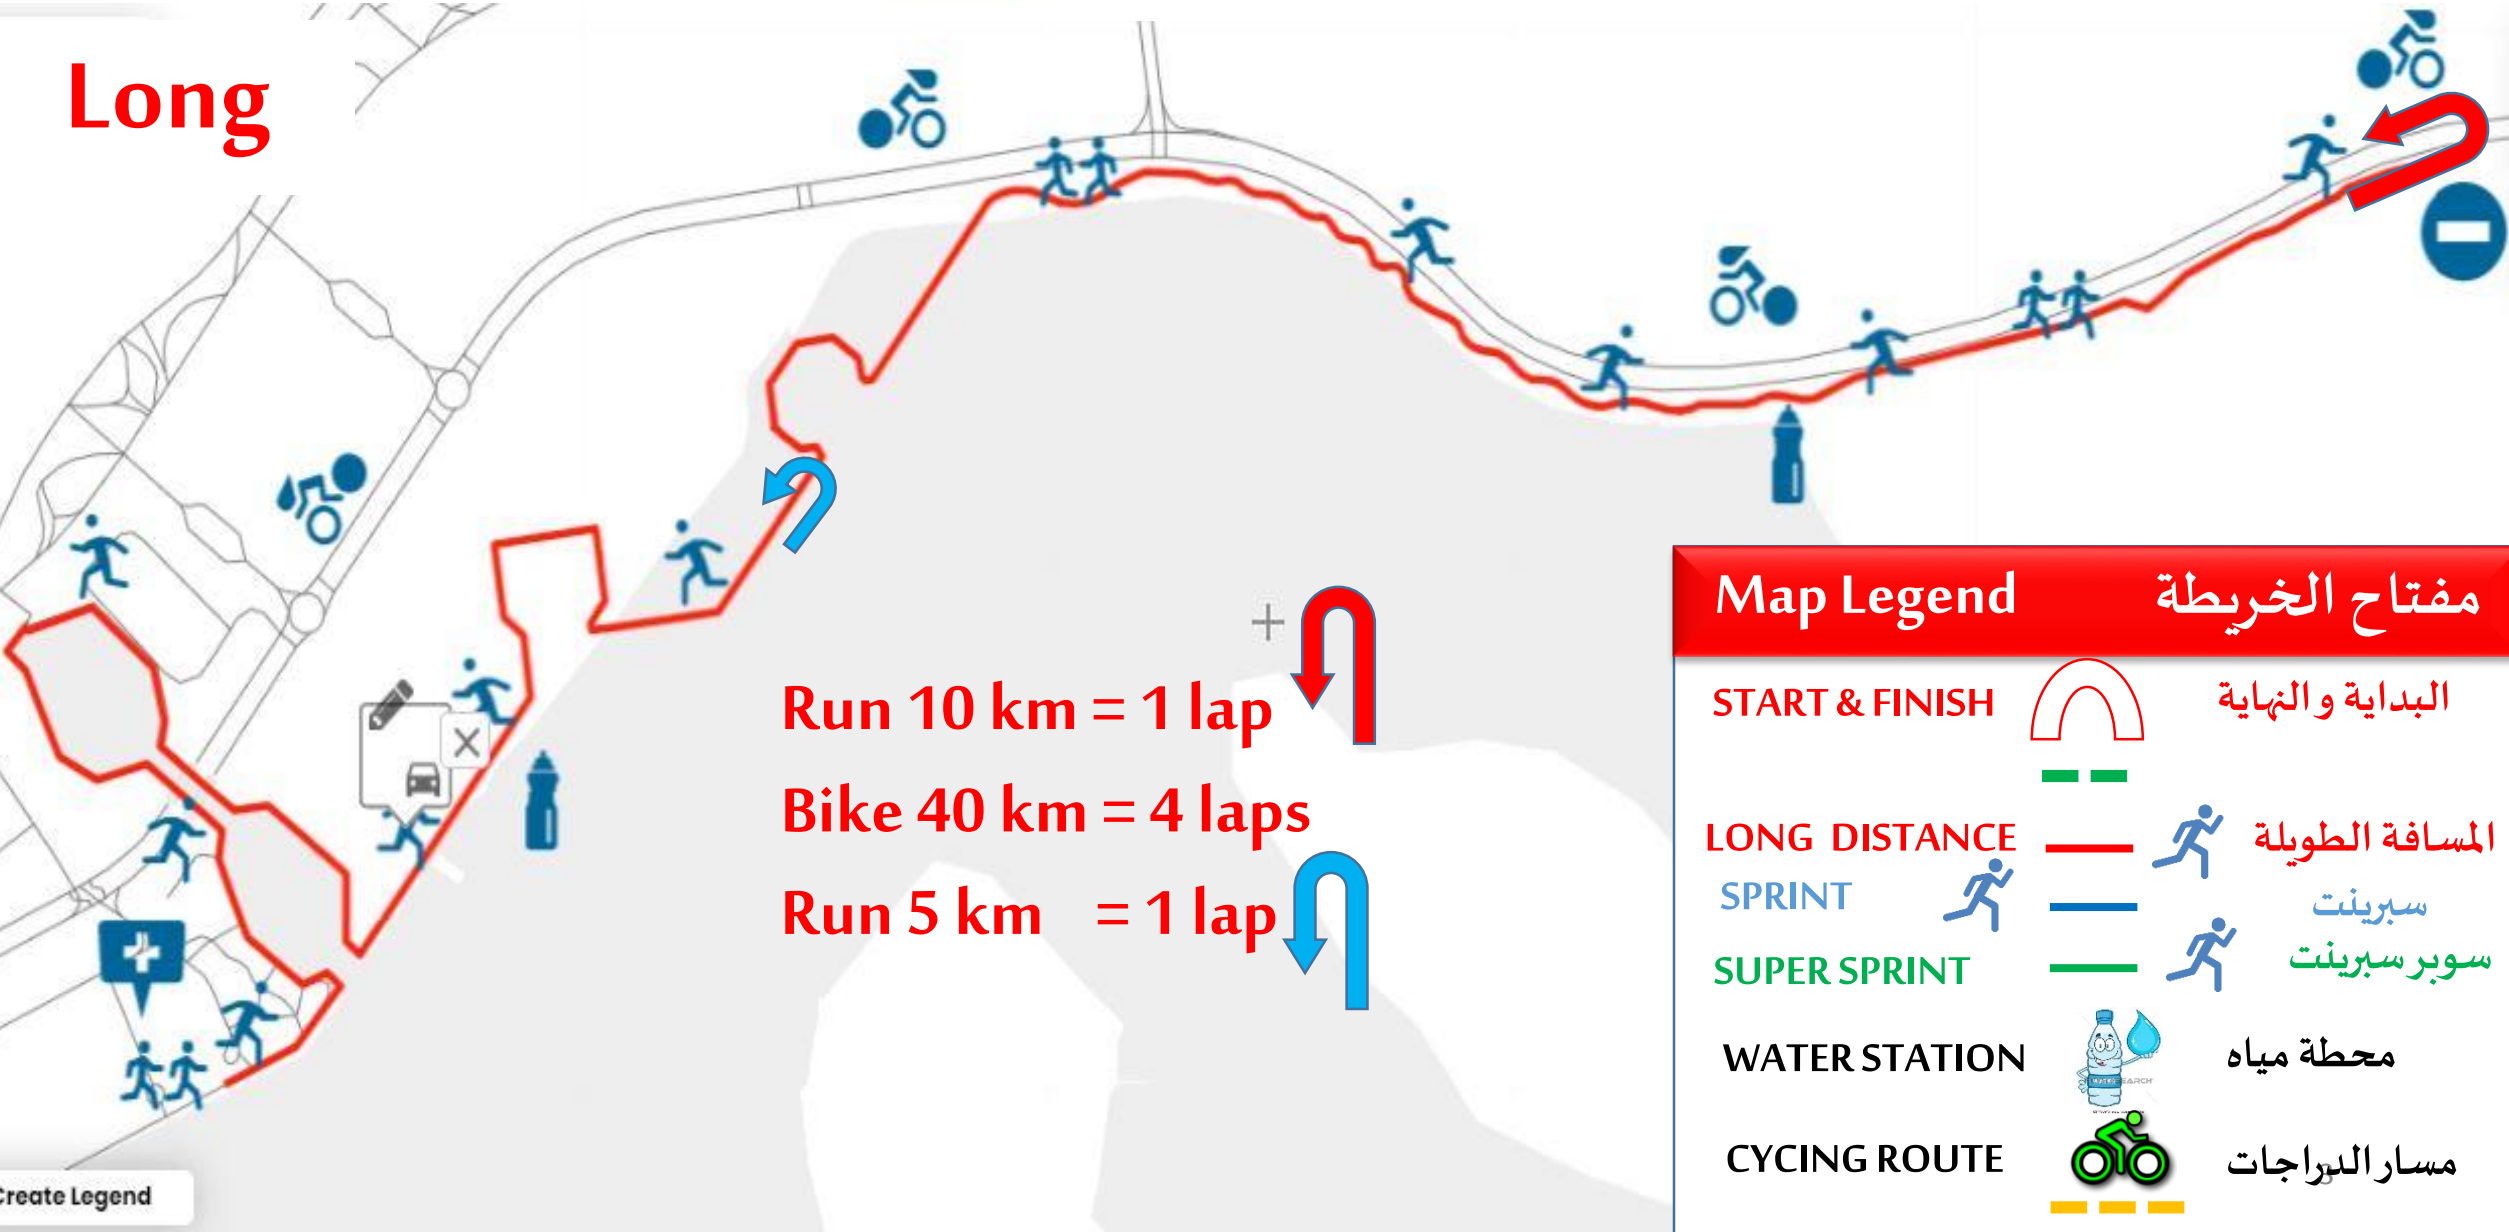 Long
Run 10 km = 1 lap
Bike 40 km = 4 laps
Run 5 km = 1 lap
Map Legend مفتاح الخريطة
START & FINISH البداية والنهاية
LONG DISTANCE المسافة الطويلة
SPRINT سبرينت
SUPER SPRINT سوبر سبرينت
WATER STATION محطة مياه
CYCING ROUTE مسار الدراجات
Create Legend